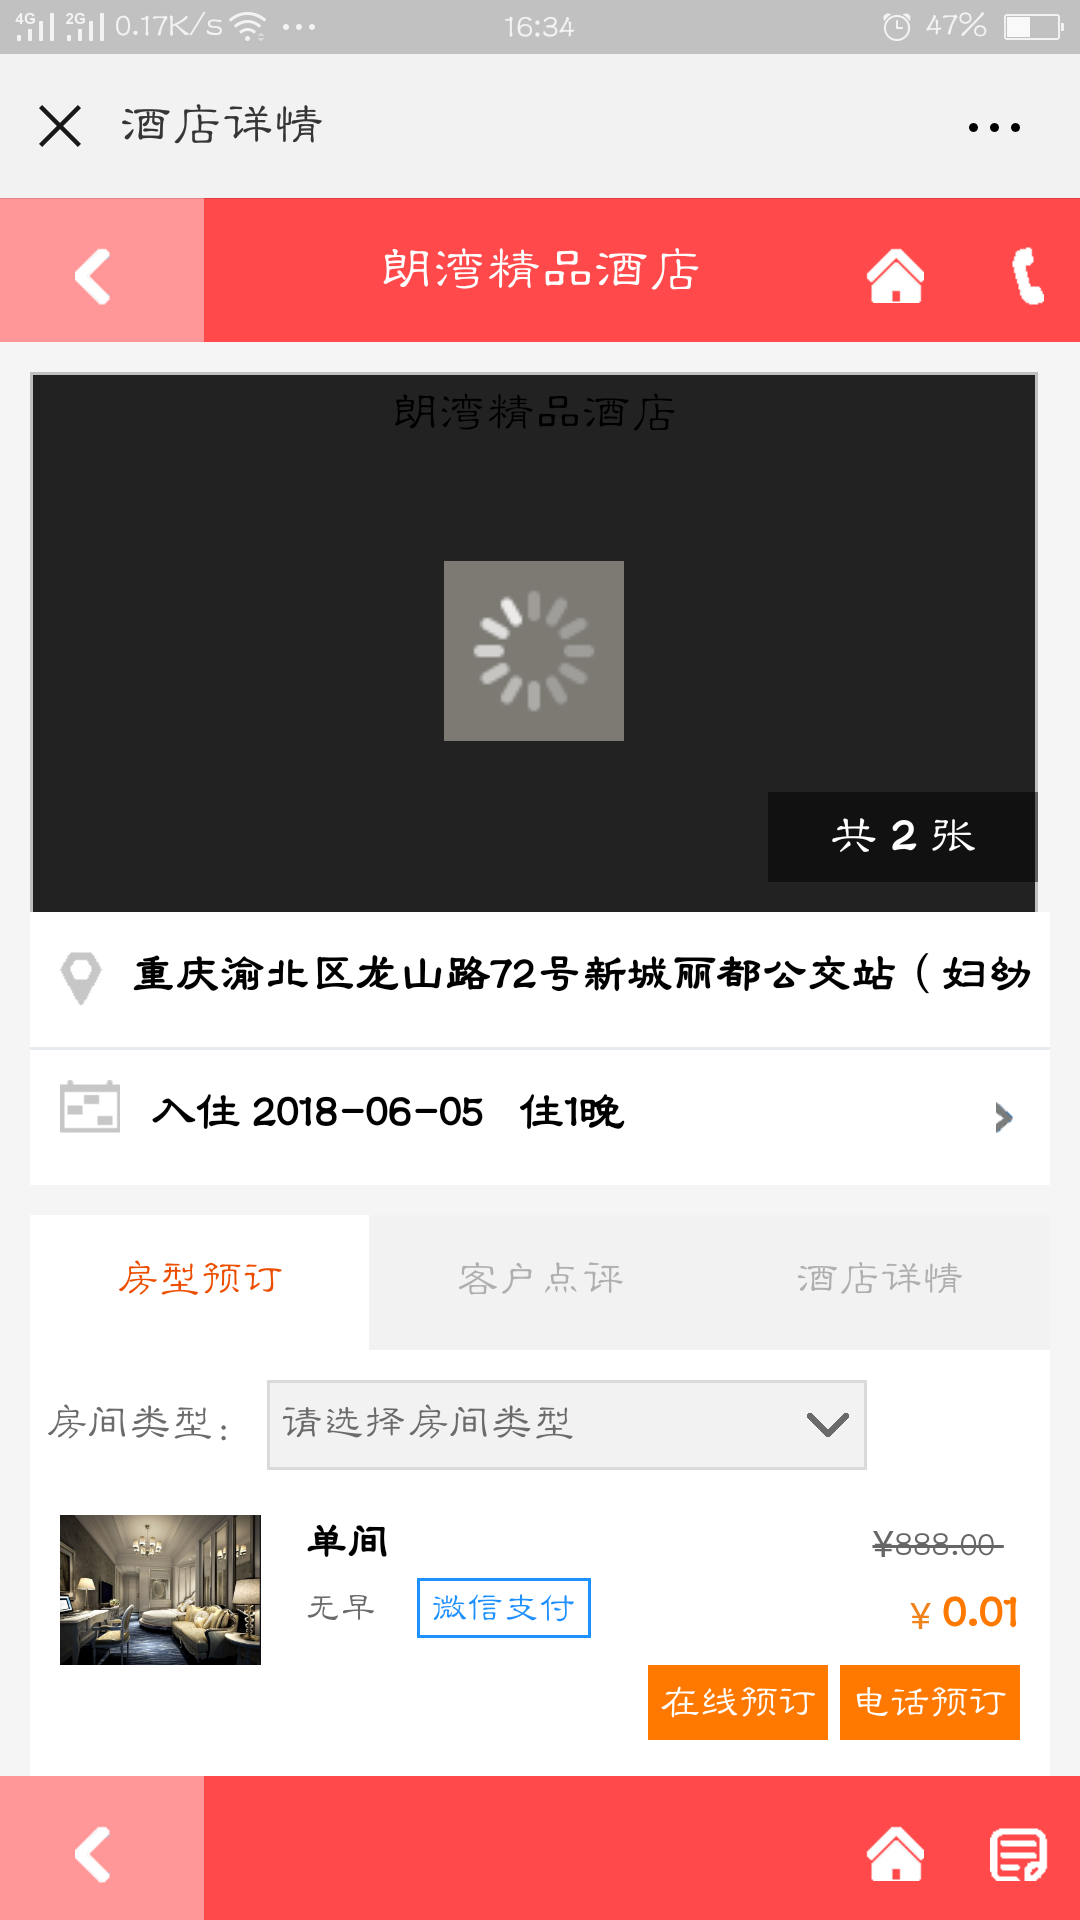 4G 2G 0.17K/s 16:34 47%
酒店详情
朗湾精品酒店
朗湾精品酒店
共 2 张
重庆渝北区龙山路72号新城丽都公交站（妇幼
入住 2018-06-05 住1晚
房型预订 客户点评 酒店详情
房间类型： 请选择房间类型
单间 ¥888.00
无早 微信支付 ¥ 0.01
在线预订 电话预订